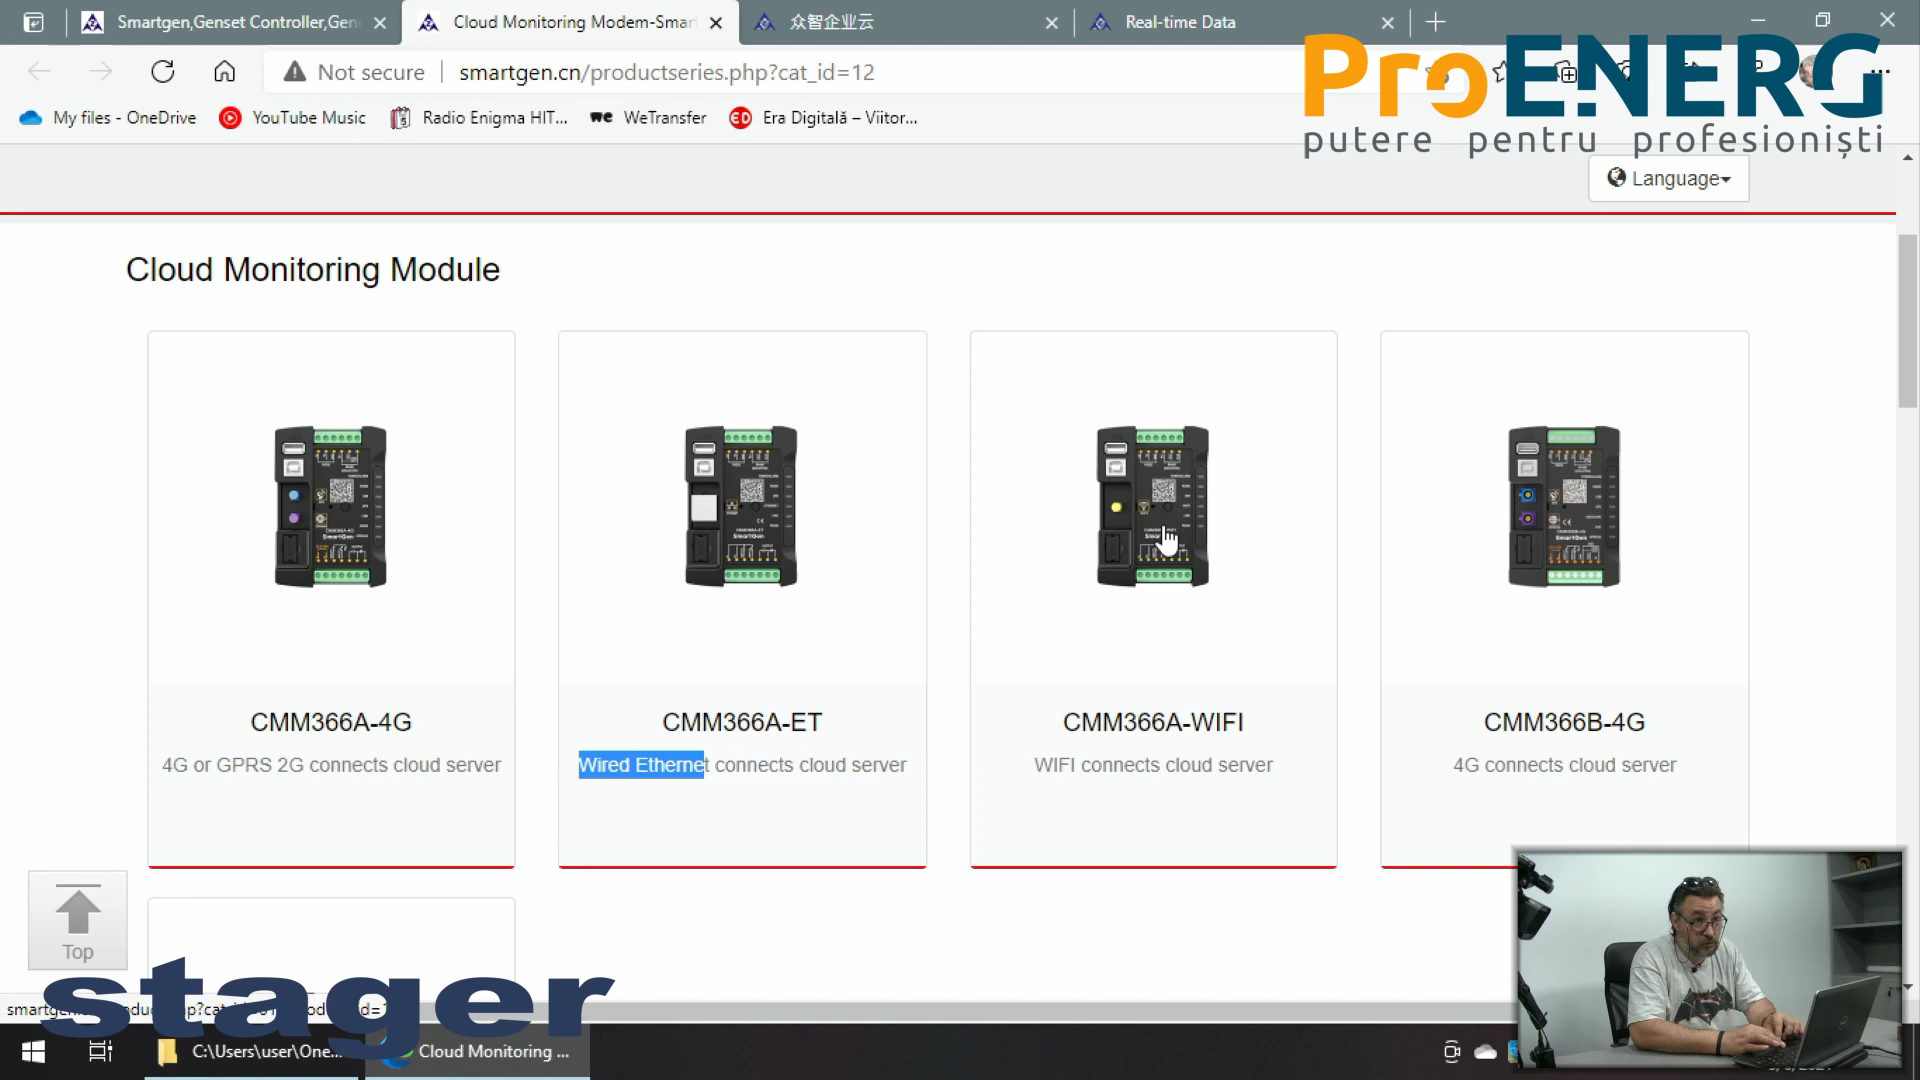 Smartgen,Genset Controller,Gen
Cloud Monitoring Modem-Smar
众智企业云
Real-time Data
Not secure
smartgen.cn/productseries.php?cat_id=12
ProENERG
putere pentru profesioniști
My files - OneDrive
YouTube Music
Radio Enigma HIT...
WeTransfer
Era Digitală – Viitor...
Language
Cloud Monitoring Module
CMM366A-4G
4G or GPRS 2G connects cloud server
CMM366A-ET
Wired Ethernet connects cloud server
CMM366A-WIFI
WIFI connects cloud server
CMM366B-4G
4G connects cloud server
Top
stager
C:\Users\user\One...
Cloud Monitoring ...